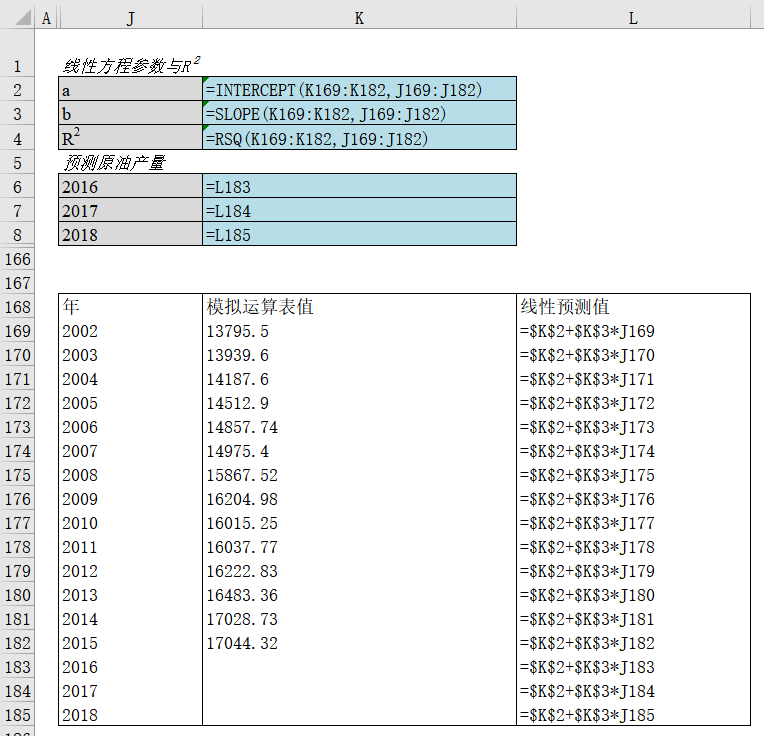 A J K L
1 线性方程参数与R²
2 a =INTERCEPT(K169:K182,J169:J182)
3 b =SLOPE(K169:K182,J169:J182)
4 R² =RSQ(K169:K182,J169:J182)
5 预测原油产量
6 2016 =L183
7 2017 =L184
8 2018 =L185
166
167
168 年 模拟运算表值 线性预测值
169 2002 13795.5 =$K$2+$K$3*J169
170 2003 13939.6 =$K$2+$K$3*J170
171 2004 14187.6 =$K$2+$K$3*J171
172 2005 14512.9 =$K$2+$K$3*J172
173 2006 14857.74 =$K$2+$K$3*J173
174 2007 14975.4 =$K$2+$K$3*J174
175 2008 15867.52 =$K$2+$K$3*J175
176 2009 16204.98 =$K$2+$K$3*J176
177 2010 16015.25 =$K$2+$K$3*J177
178 2011 16037.77 =$K$2+$K$3*J178
179 2012 16222.83 =$K$2+$K$3*J179
180 2013 16483.36 =$K$2+$K$3*J180
181 2014 17028.73 =$K$2+$K$3*J181
182 2015 17044.32 =$K$2+$K$3*J182
183 2016 =$K$2+$K$3*J183
184 2017 =$K$2+$K$3*J184
185 2018 =$K$2+$K$3*J185